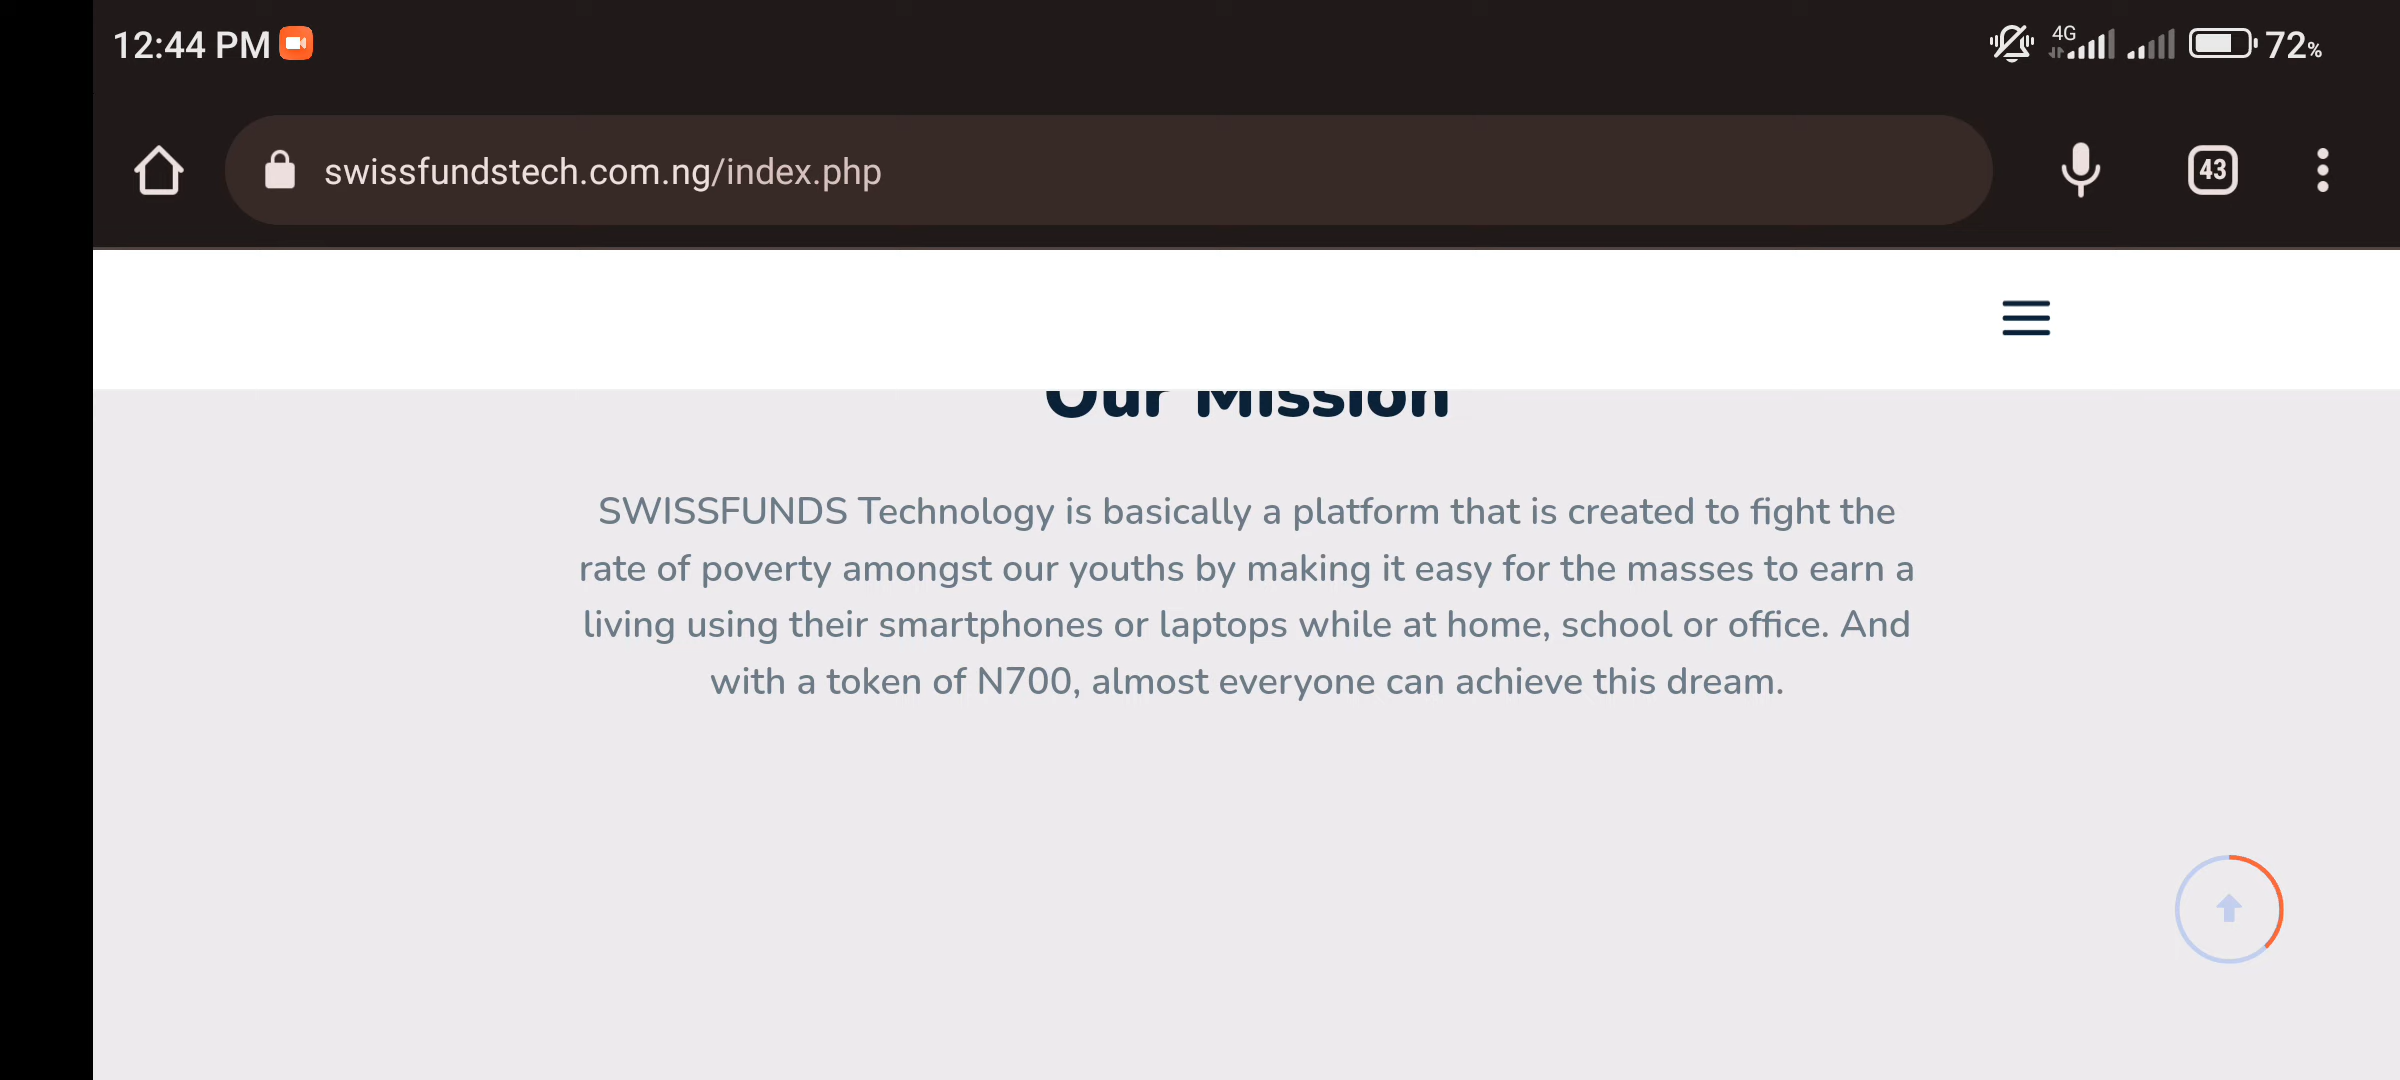 12:44 PM
4G
72%
swissfundstech.com.ng/index.php
43
Our Mission
SWISSFUNDS Technology is basically a platform that is created to fight the
rate of poverty amongst our youths by making it easy for the masses to earn a
living using their smartphones or laptops while at home, school or office. And
with a token of N700, almost everyone can achieve this dream.